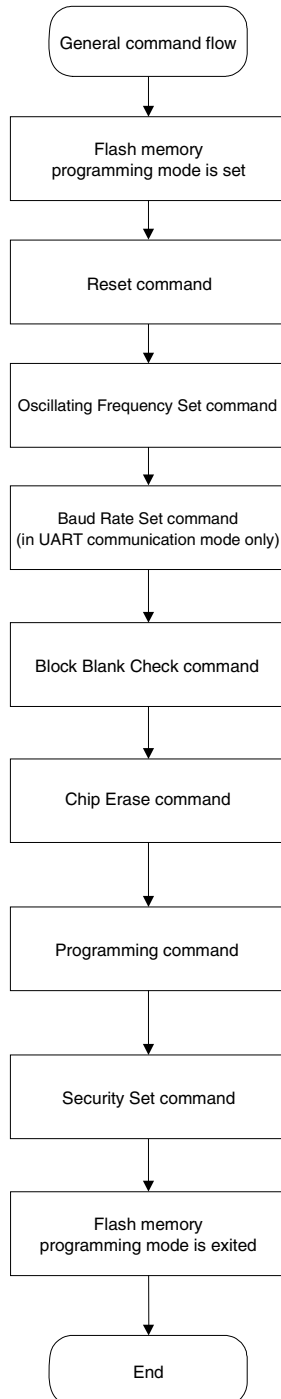 General command flow
Flash memory
programming mode is set
Reset command
Oscillating Frequency Set command
Baud Rate Set command
(in UART communication mode only)
Block Blank Check command
Chip Erase command
Programming command
Security Set command
Flash memory
programming mode is exited
End